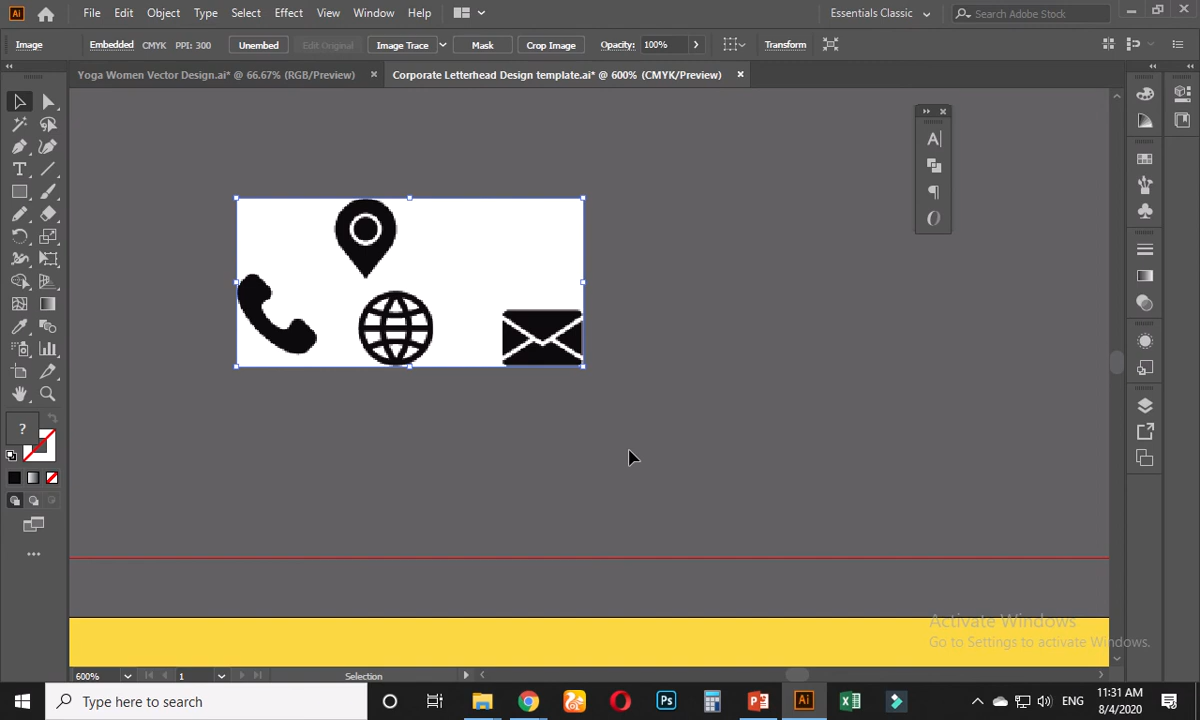 Ai File Edit Object Type Select Effect View Window Help Essentials Classic Search Adobe Stock
Image Embedded CMYK PPI: 300 Unembed Edit Original Image Trace Mask Crop Image Opacity: 100% Transform
Yoga Women Vector Design.ai* @ 66.67% (RGB/Preview) × Corporate Letterhead Design template.ai* @ 600% (CMYK/Preview) ×
?
Activate Windows
Go to Settings to activate Windows.
600% 1 Selection
Type here to search Ps Ai ENG 11:31 AM
8/4/2020